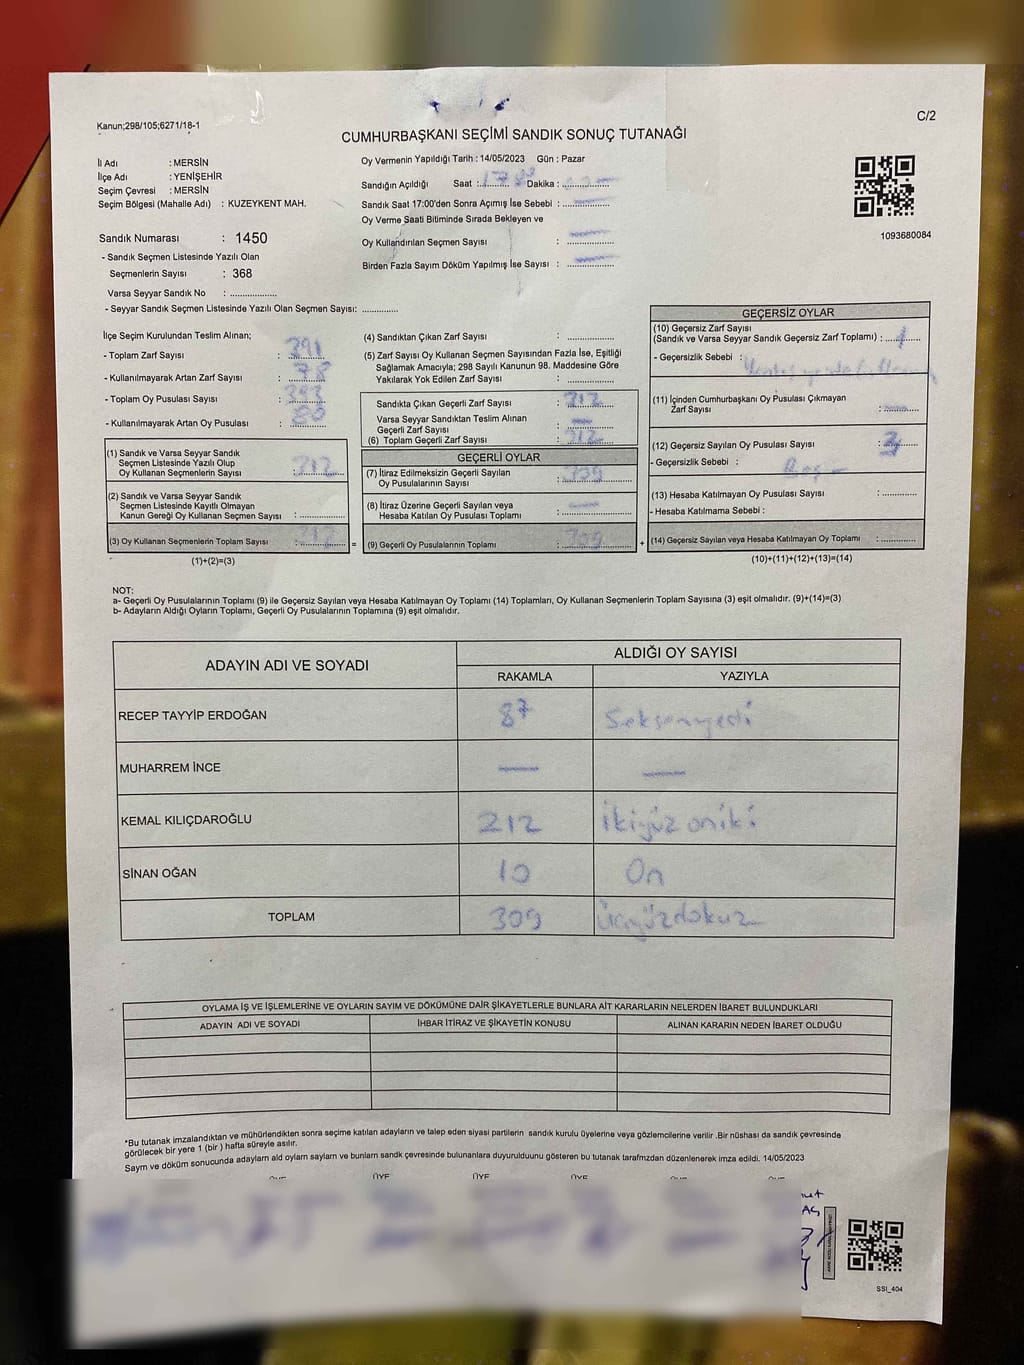 Kanun;298/105;6271/18-1
C/2
CUMHURBAŞKANI SEÇİMİ SANDIK SONUÇ TUTANAĞI
İl Adı : MERSİN
İlçe Adı : YENİŞEHİR
Seçim Çevresi : MERSİN
Seçim Bölgesi (Mahalle Adı) : KUZEYKENT MAH.
Sandık Numarası : 1450
- Sandık Seçmen Listesinde Yazılı Olan
Seçmenlerin Sayısı : 368
Varsa Seyyar Sandık No : ..................
- Seyyar Sandık Seçmen Listesinde Yazılı Olan Seçmen Sayısı: ..............
Oy Vermenin Yapıldığı Tarih : 14/05/2023 Gün : Pazar
Sandığın Açıldığı Saat : Dakika :
Sandık Saat 17:00'den Sonra Açımış İse Sebebi : —
Oy Verme Saati Bitiminde Sırada Bekleyen ve
Oy Kullandırılan Seçmen Sayısı : —
Birden Fazla Sayım Döküm Yapılmış İse Sayısı : —
1093680084
İlçe Seçim Kurulundan Teslim Alınan;
- Toplam Zarf Sayısı : 391
- Kullanılmayarak Artan Zarf Sayısı : 78
- Toplam Oy Pusulası Sayısı : 393
- Kullanılmayarak Artan Oy Pusulası : 80
(1) Sandık ve Varsa Seyyar Sandık
Seçmen Listesinde Yazılı Olup
Oy Kullanan Seçmenlerin Sayısı :
(2) Sandık ve Varsa Seyyar Sandık
Seçmen Listesinde Kayıtlı Olmayan
Kanun Gereği Oy Kullanan Seçmen Sayısı : ..............
(3) Oy Kullanan Seçmenlerin Toplam Sayısı :
(1)+(2)=(3)
=
(4) Sandıktan Çıkan Zarf Sayısı : ..............
(5) Zarf Sayısı Oy Kullanan Seçmen Sayısından Fazla İse, Eşitliği
Sağlamak Amacıyla; 298 Sayılı Kanunun 98. Maddesine Göre
Yakılarak Yok Edilen Zarf Sayısı : ..............
Sandıkta Çıkan Geçerli Zarf Sayısı :
Varsa Seyyar Sandıktan Teslim Alınan
Geçerli Zarf Sayısı : —
(6) Toplam Geçerli Zarf Sayısı :
GEÇERLİ OYLAR
(7) İtiraz Edilmeksizin Geçerli Sayılan
Oy Pusulalarının Sayısı : 309
(8) İtiraz Üzerine Geçerli Sayılan veya
Hesaba Katılan Oy Pusulası Toplamı : —
(9) Geçerli Oy Pusulalarının Toplamı : 309
+
GEÇERSİZ OYLAR
(10) Geçersiz Zarf Sayısı
(Sandık ve Varsa Seyyar Sandık Geçersiz Zarf Toplamı) : 1
- Geçersizlik Sebebi :
(11) İçinden Cumhurbaşkanı Oy Pusulası Çıkmayan
Zarf Sayısı : —
(12) Geçersiz Sayılan Oy Pusulası Sayısı : 3
- Geçersizlik Sebebi :
(13) Hesaba Katılmayan Oy Pusulası Sayısı : ..............
- Hesaba Katılmama Sebebi :
(14) Geçersiz Sayılan veya Hesaba Katılmayan Oy Toplamı : ..............
(10)+(11)+(12)+(13)=(14)
NOT:
a- Geçerli Oy Pusulalarının Toplamı (9) ile Geçersiz Sayılan veya Hesaba Katılmayan Oy Toplamı (14) Toplamları, Oy Kullanan Seçmenlerin Toplam Sayısına (3) eşit olmalıdır. (9)+(14)=(3)
b- Adayların Aldığı Oyların Toplamı, Geçerli Oy Pusulalarının Toplamına (9) eşit olmalıdır.
ADAYIN ADI VE SOYADI
ALDIĞI OY SAYISI
RAKAMLA YAZIYLA
RECEP TAYYİP ERDOĞAN 87 Seksenyedi
MUHARREM İNCE — —
KEMAL KILIÇDAROĞLU 212 ikiyüz oniki
SİNAN OĞAN 10 On
TOPLAM 309 Üçyüzdokuz
OYLAMA İŞ VE İŞLEMLERİNE VE OYLARIN SAYIM VE DÖKÜMÜNE DAİR ŞİKAYETLERLE BUNLARA AİT KARARLARIN NELERDEN İBARET BULUNDUKLARI
ADAYIN ADI VE SOYADI İHBAR İTİRAZ VE ŞİKAYETİN KONUSU ALINAN KARARIN NEDEN İBARET OLDUĞU
*Bu tutanak imzalandıktan ve mühürlendikten sonra seçime katılan adayların ve talep eden siyasi partilerin sandık kurulu üyelerine veya gözlemcilerine verilir .Bir nüshası da sandık çevresinde
görülecek bir yere 1 (bir ) hafta süreyle asılır.
Sayım ve döküm sonucunda adayların ald oyların sayların ve bunların sandk çevresinde bulunanlara duyurulduunu gösteren bu tutanak tarafmzdan düzenlenerek imza edildi. 14/05/2023
ÜYE ÜYE ÜYE
SSI_404